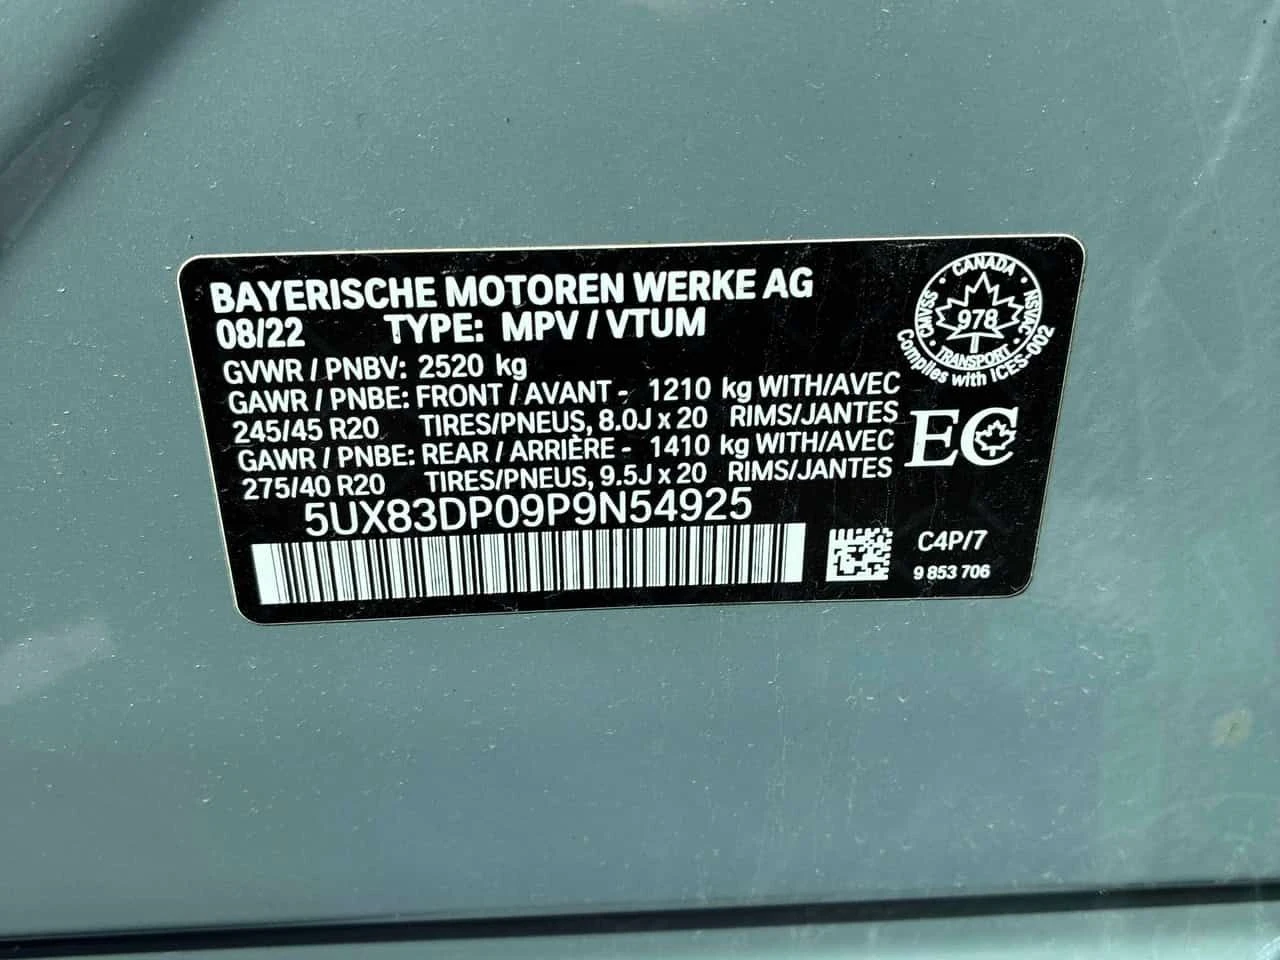 BAYERISCHE MOTOREN WERKE AG
08/22 TYPE: MPV / VTUM
GVWR / PNBV: 2520 kg
GAWR / PNBE: FRONT / AVANT - 1210 kg WITH/AVEC
245/45 R20 TIRES/PNEUS, 8.0J x 20 RIMS/JANTES
GAWR / PNBE: REAR / ARRIÈRE - 1410 kg WITH/AVEC
275/40 R20 TIRES/PNEUS, 9.5J x 20 RIMS/JANTES
5UX83DP09P9N54925
CANADA
CMVSS
978
NSVAC
TRANSPORT
Complies with ICES-002
EC
C4P/7
9 853 706